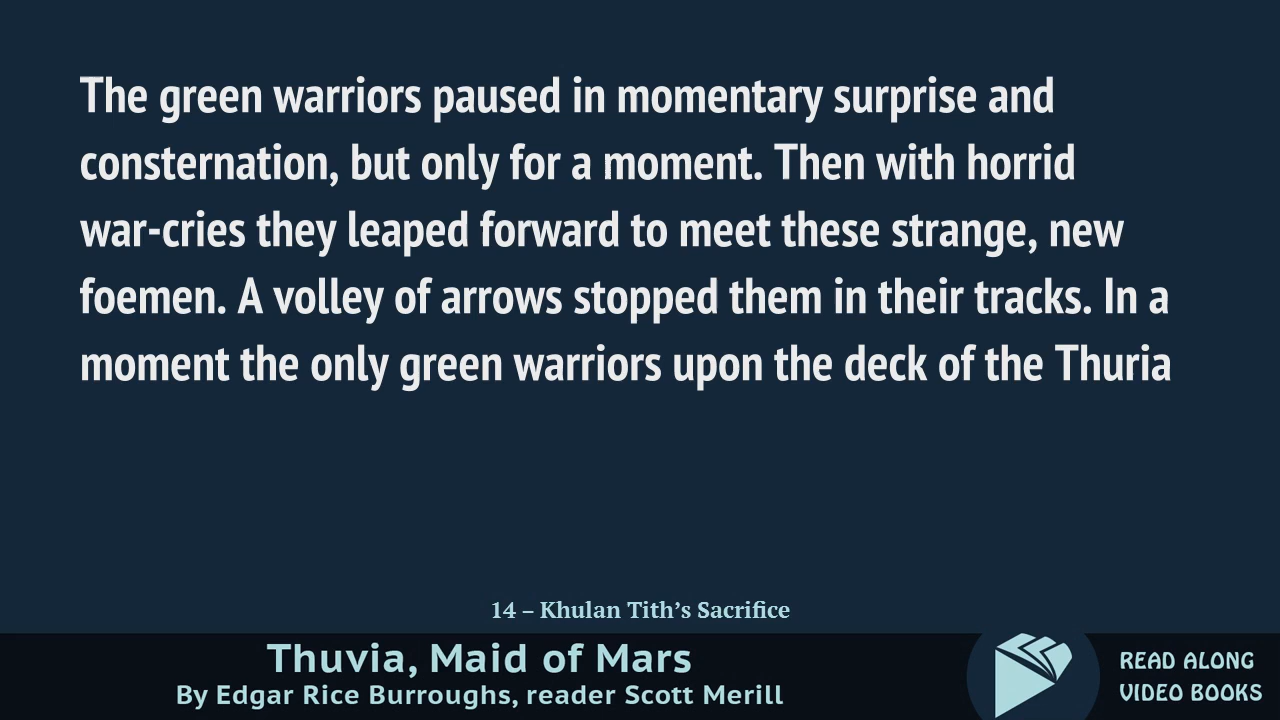 The green warriors paused in momentary surprise and
consternation, but only for a moment. Then with horrid
war-cries they leaped forward to meet these strange, new
foemen. A volley of arrows stopped them in their tracks. In a
moment the only green warriors upon the deck of the Thuria
14 – Khulan Tith’s Sacrifice
Thuvia, Maid of Mars
By Edgar Rice Burroughs, reader Scott Merill
READ ALONG
VIDEO BOOKS